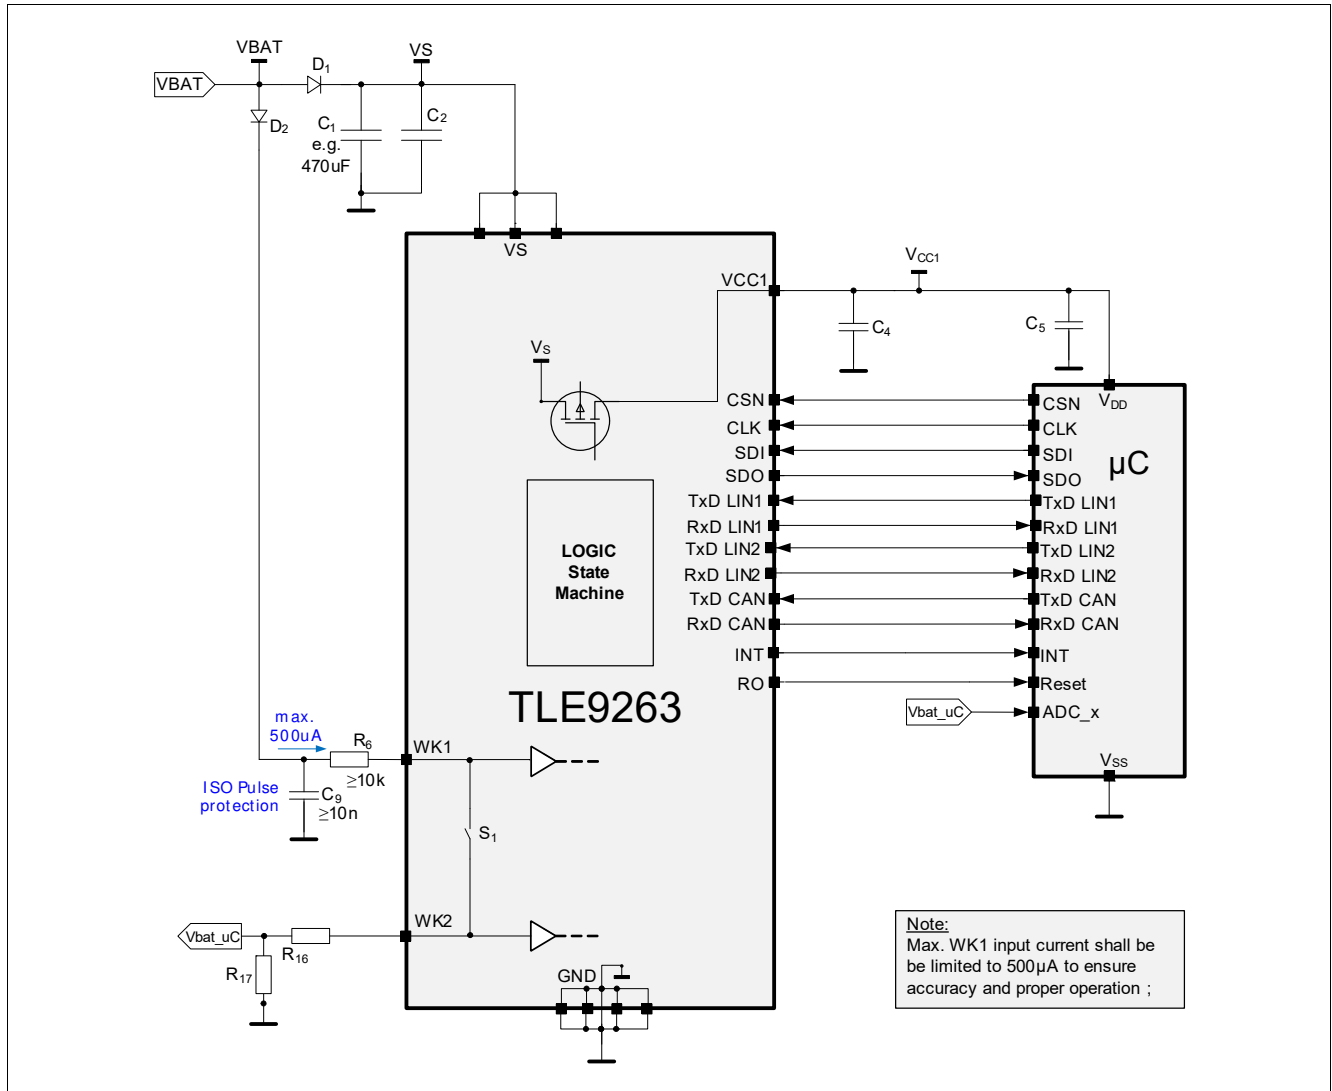 VBAT
VS
VBAT
D1
D2
C1
e.g.
470uF
C2
VS
VCC1
VCC1
C4
C5
VS
CSN
CLK
SDI
SDO
TxD LIN1
RxD LIN1
TxD LIN2
RxD LIN2
TxD CAN
RxD CAN
INT
RO
VDD
CSN
CLK
SDI
SDO
µC
TxD LIN1
RxD LIN1
TxD LIN2
RxD LIN2
TxD CAN
RxD CAN
INT
Reset
ADC_x
Vbat_uC
VSS
LOGIC
State
Machine
TLE9263
max.
500uA
R6
≥10k
WK1
ISO Pulse
protection
C9
≥10n
S1
WK2
Vbat_uC
R16
R17
GND
Note:
Max. WK1 input current shall be
be limited to 500µA to ensure
accuracy and proper operation ;